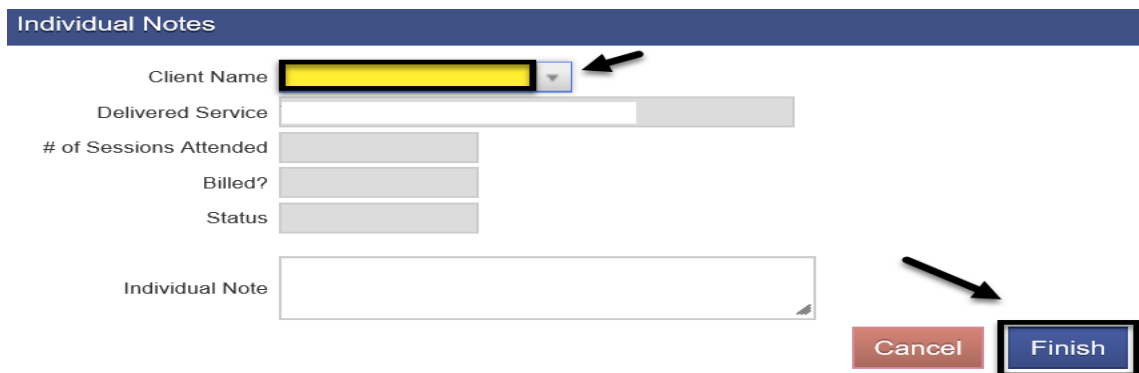 Individual Notes
Client Name
Delivered Service
# of Sessions Attended
Billed?
Status
Individual Note
Cancel Finish